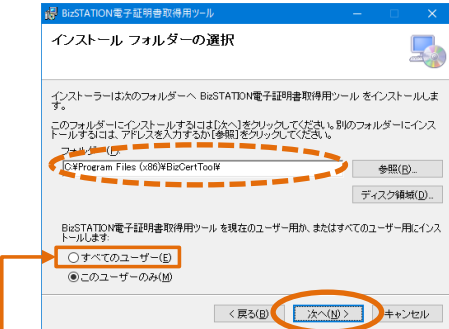 BizSTATION電子証明書取得用ツール
インストール フォルダーの選択
インストーラーは次のフォルダーへ BizSTATION電子証明書取得用ツール をインストールしま
す。
このフォルダーにインストールするには[次へ]をクリックしてください。別のフォルダーにインス
トールするには、アドレスを入力するか[参照]をクリックしてください。
フォルダー(F):
C:¥Program Files (x86)¥BizCertTool¥
参照(R)...
ディスク領域(D)...
BizSTATION電子証明書取得用ツール を現在のユーザー用か、またはすべてのユーザー用にインス
トールします:
すべてのユーザー(E)
このユーザーのみ(M)
< 戻る(B)
次へ(N) >
キャンセル